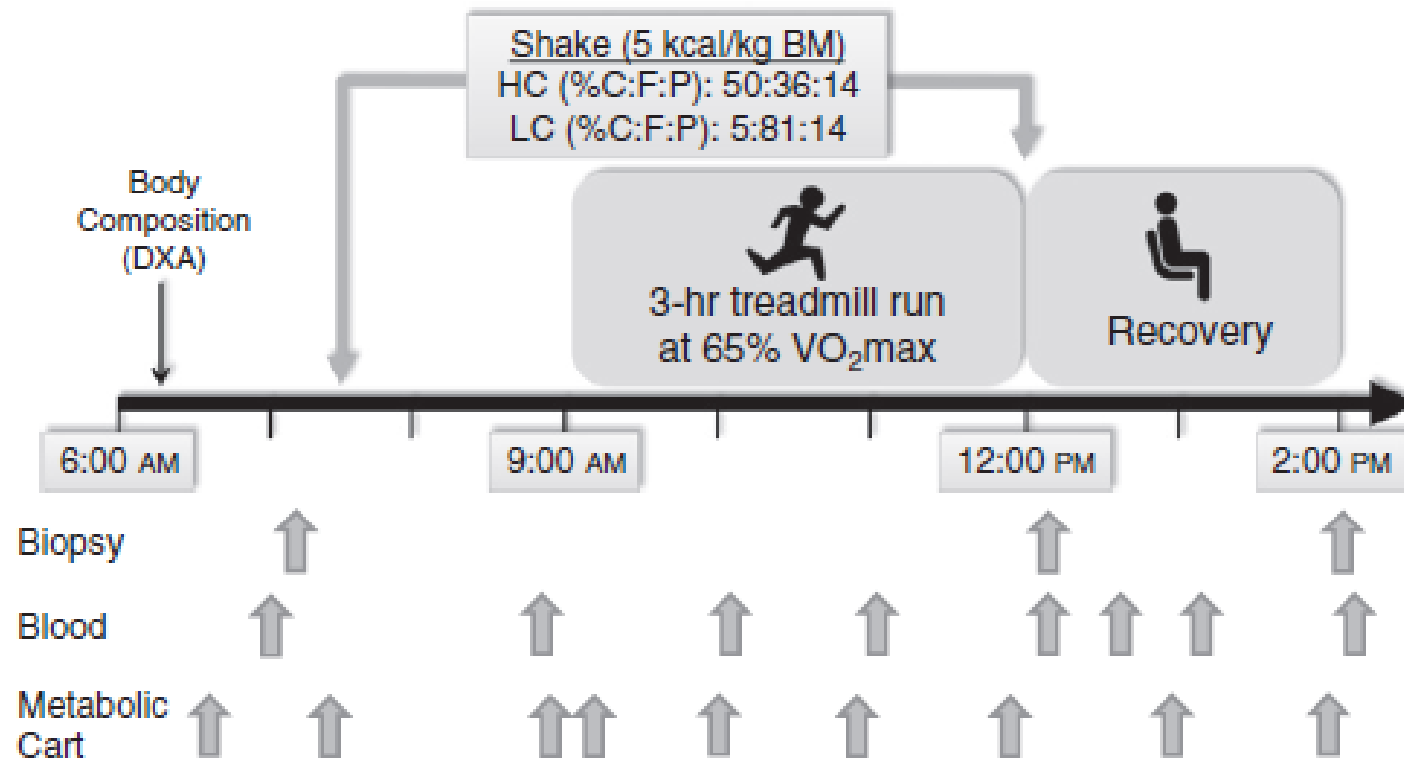 Shake (5 kcal/kg BM)
HC (%C:F:P): 50:36:14
LC (%C:F:P): 5:81:14
Body
Composition
(DXA)
3-hr treadmill run
at 65% VO₂max
Recovery
6:00 AM
9:00 AM
12:00 PM
2:00 PM
Biopsy
Blood
Metabolic
Cart